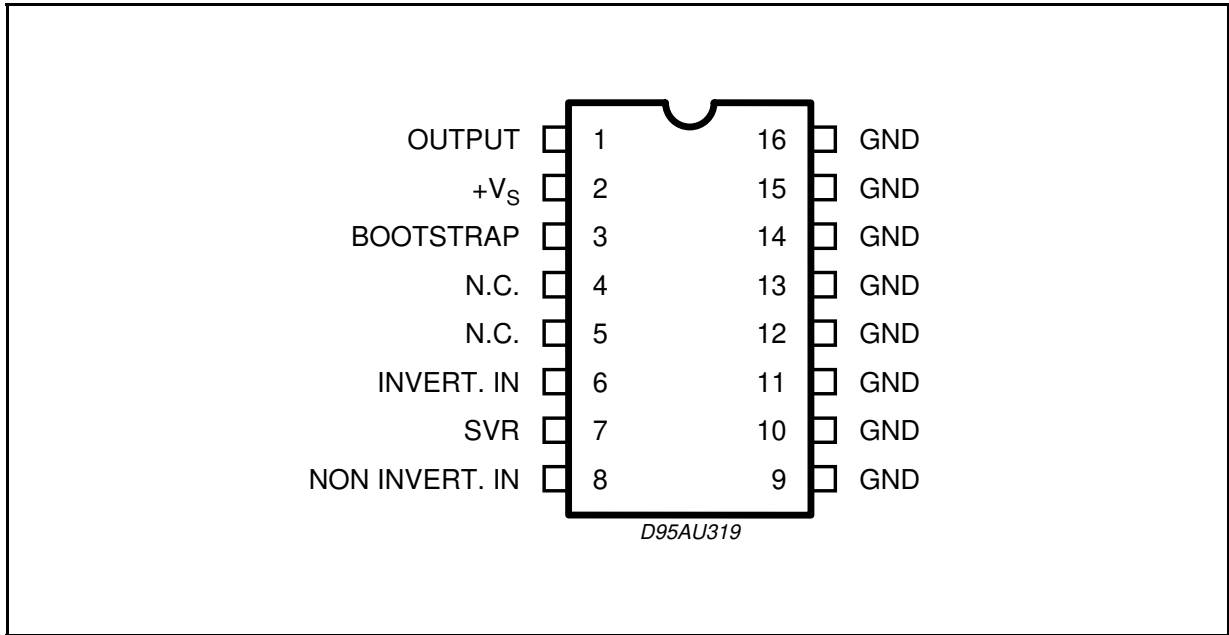 OUTPUT 1 16 GND
+VS 2 15 GND
BOOTSTRAP 3 14 GND
N.C. 4 13 GND
N.C. 5 12 GND
INVERT. IN 6 11 GND
SVR 7 10 GND
NON INVERT. IN 8 9 GND
D95AU319